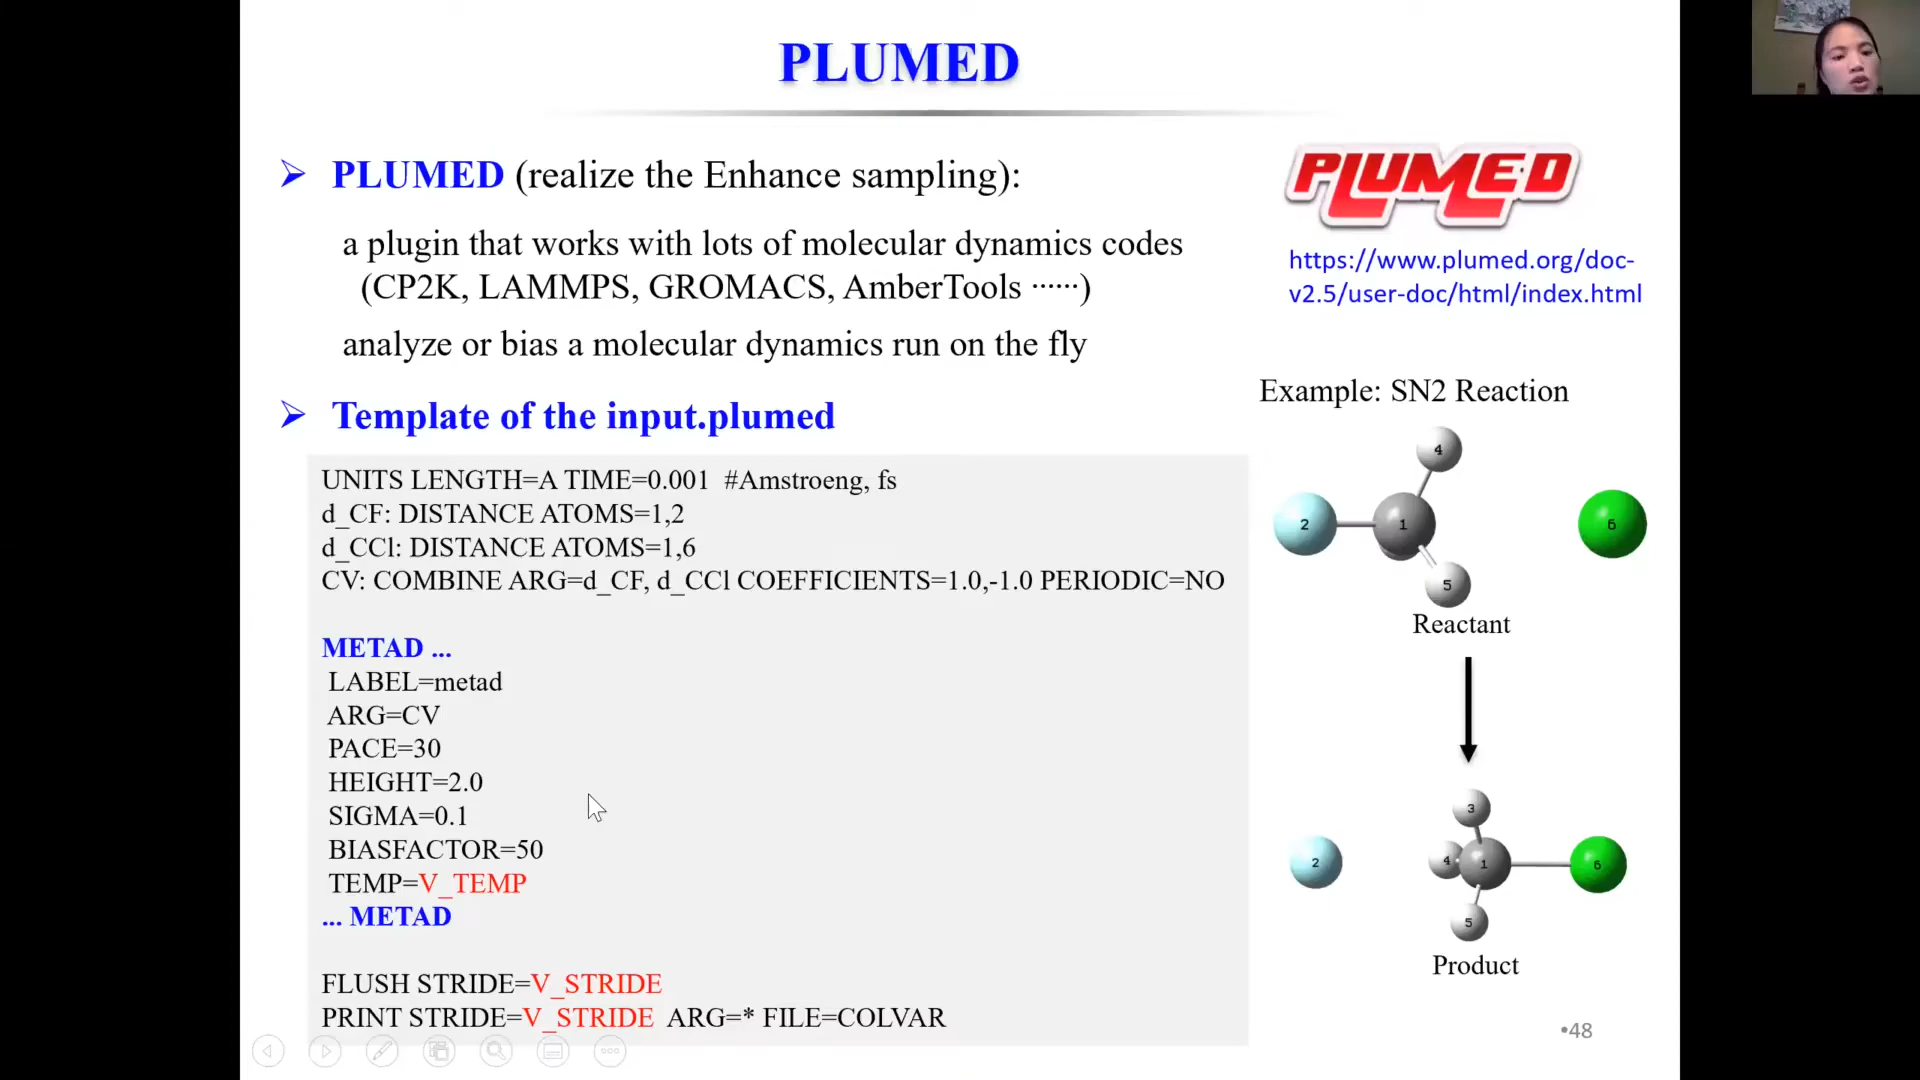 PLUMED
➢ PLUMED (realize the Enhance sampling):
a plugin that works with lots of molecular dynamics codes
(CP2K, LAMMPS, GROMACS, AmberTools ······)
analyze or bias a molecular dynamics run on the fly
➢ Template of the input.plumed
UNITS LENGTH=A TIME=0.001 #Amstroeng, fs
d_CF: DISTANCE ATOMS=1,2
d_CCl: DISTANCE ATOMS=1,6
CV: COMBINE ARG=d_CF, d_CCl COEFFICIENTS=1.0,-1.0 PERIODIC=NO
METAD ...
LABEL=metad
ARG=CV
PACE=30
HEIGHT=2.0
SIGMA=0.1
BIASFACTOR=50
TEMP=V_TEMP
... METAD
FLUSH STRIDE=V_STRIDE
PRINT STRIDE=V_STRIDE ARG=* FILE=COLVAR
PLUMED
https://www.plumed.org/doc-
v2.5/user-doc/html/index.html
Example: SN2 Reaction
4
2 1 6
5
Reactant
3
2 4 1 6
5
Product
•48